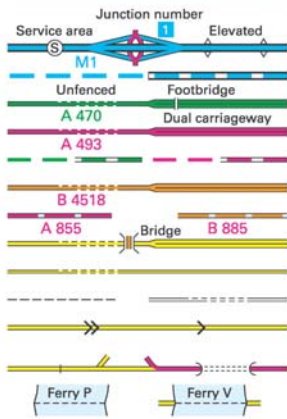 Junction number
Service area 1 Elevated
S
M1
Unfenced Footbridge
A 470
A 493 Dual carriageway
B 4518
A 855 Bridge B 885
Ferry P Ferry V